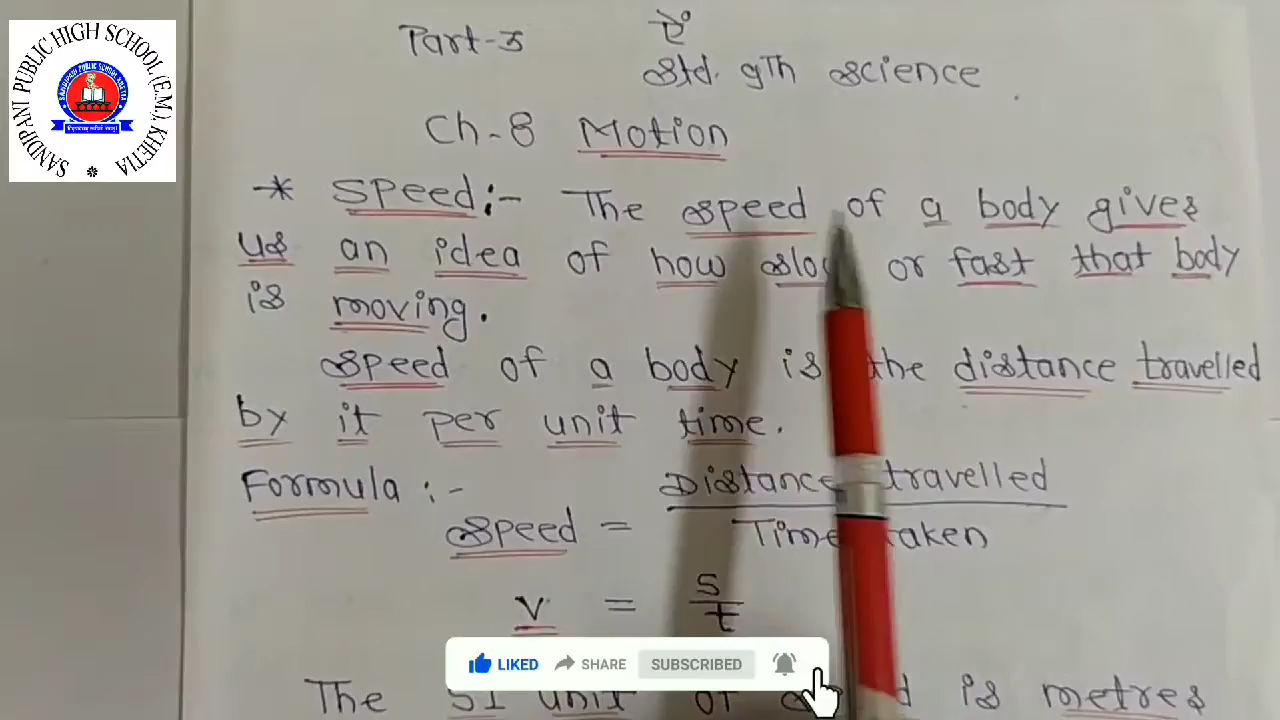 SANDIPANI PUBLIC HIGH SCHOOL (E.M.), KHETIA
Part-3
ऐं
Std. 9th science
Ch-8 Motion
* Speed:- The speed of a body gives
us an idea of how slow or fast that body
is moving.
speed of a body is the distance travelled
by it per unit time.
Formula :-
Distance travelled
speed = Time taken
v = s/t
LIKED SHARE SUBSCRIBED
The SI unit of is metres